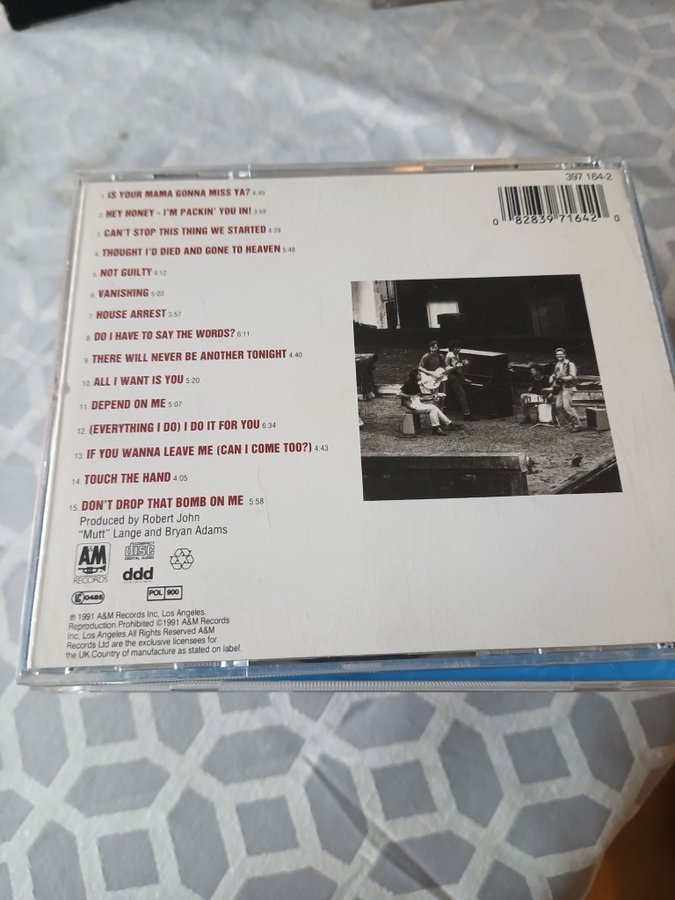 397 164-2
0 82839 71642 0
1. IS YOUR MAMA GONNA MISS YA? 4:40
2. HEY HONEY - I'M PACKIN' YOU IN! 3:59
3. CAN'T STOP THIS THING WE STARTED 4:29
4. THOUGHT I'D DIED AND GONE TO HEAVEN 5:48
5. NOT GUILTY 4:12
6. VANISHING 5:03
7. HOUSE ARREST 3:57
8. DO I HAVE TO SAY THE WORDS? 6:11
9. THERE WILL NEVER BE ANOTHER TONIGHT 4:40
10. ALL I WANT IS YOU 5:20
11. DEPEND ON ME 5:07
12. (EVERYTHING I DO) I DO IT FOR YOU 6:34
13. IF YOU WANNA LEAVE ME (CAN I COME TOO?) 4:43
14. TOUCH THE HAND 4:05
15. DON'T DROP THAT BOMB ON ME 5:58
Produced by Robert John
"Mutt" Lange and Bryan Adams
A&M
RECORDS
COMPACT
disc
DIGITAL AUDIO
ddd
LC 0485
POL 900
℗ 1991 A&M Records Inc, Los Angeles.
Reproduction Prohibited ©1991 A&M Records
Inc, Los Angeles.All Rights Reserved A&M
Records Ltd are the exclusive licensees for
the UK.Country of manufacture as stated on label.